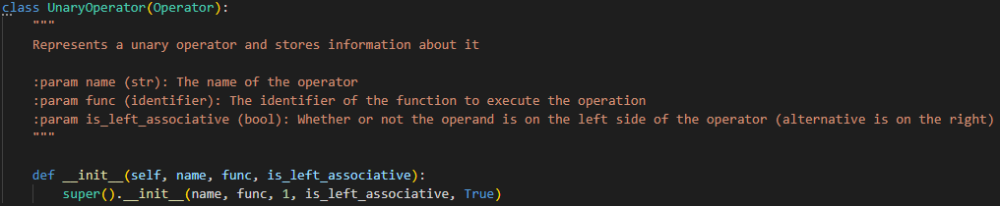 class UnaryOperator(Operator):
    """
    Represents a unary operator and stores information about it

    :param name (str): The name of the operator
    :param func (identifier): The identifier of the function to execute the operation
    :param is_left_associative (bool): Whether or not the operand is on the left side of the operator (alternative is on the right)
    """

    def __init__(self, name, func, is_left_associative):
        super().__init__(name, func, 1, is_left_associative, True)